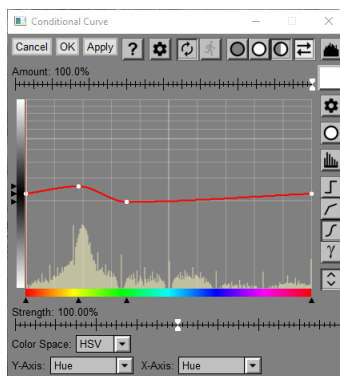 Conditional Curve
Cancel OK Apply ?
Amount: 100.0%
γ
Strength: 100.00%
Color Space: HSV
Y-Axis: Hue X-Axis: Hue